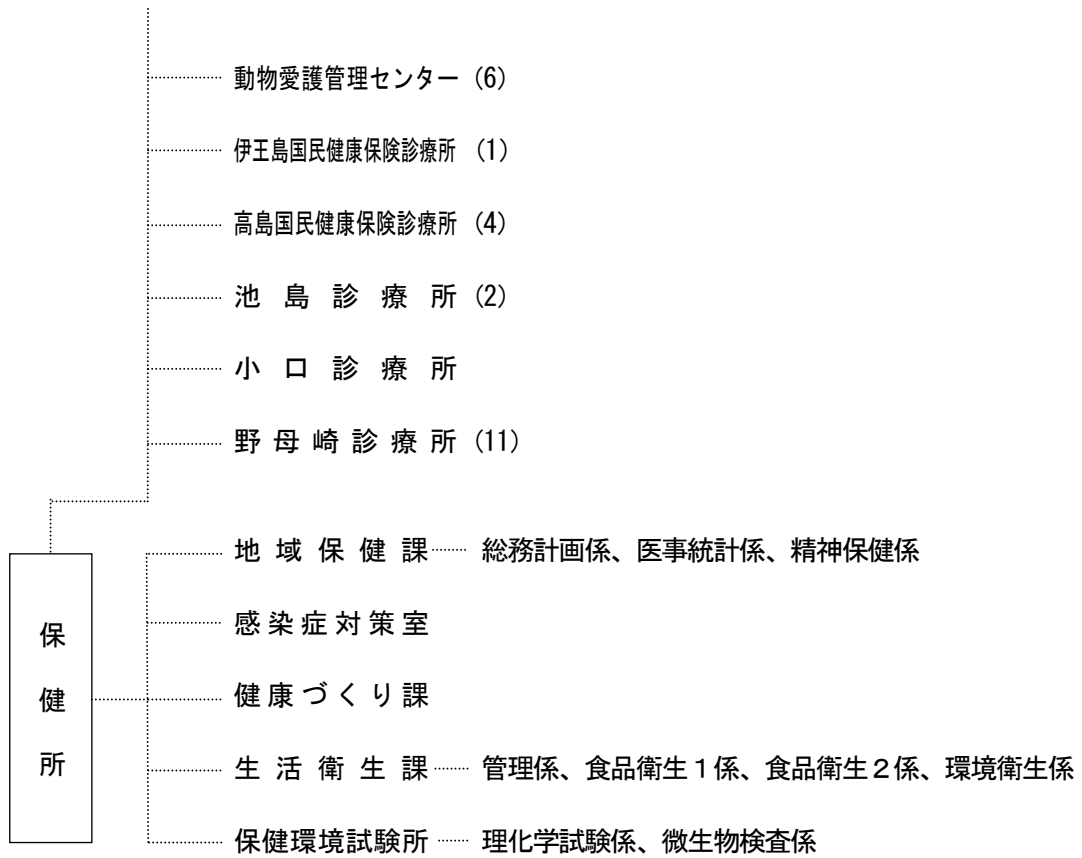 動物愛護管理センター (6)
伊王島国民健康保険診療所 (1)
高島国民健康保険診療所 (4)
池島診療所 (2)
小口診療所
野母崎診療所 (11)
保健所
地域保健課 総務計画係、医事統計係、精神保健係
感染症対策室
健康づくり課
生活衛生課 管理係、食品衛生１係、食品衛生２係、環境衛生係
保健環境試験所 理化学試験係、微生物検査係